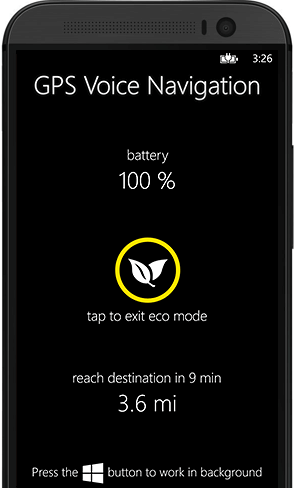 3:26
GPS Voice Navigation
battery
100 %
tap to exit eco mode
reach destination in 9 min
3.6 mi
Press the button to work in background